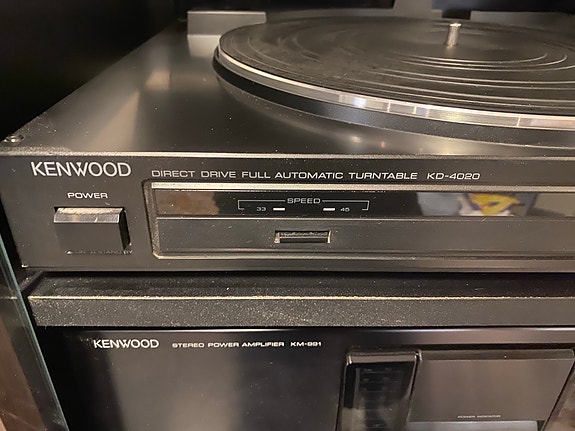 KENWOOD DIRECT DRIVE FULL AUTOMATIC TURNTABLE KD-4020
POWER
SPEED
33 45
KENWOOD STEREO POWER AMPLIFIER KM-991